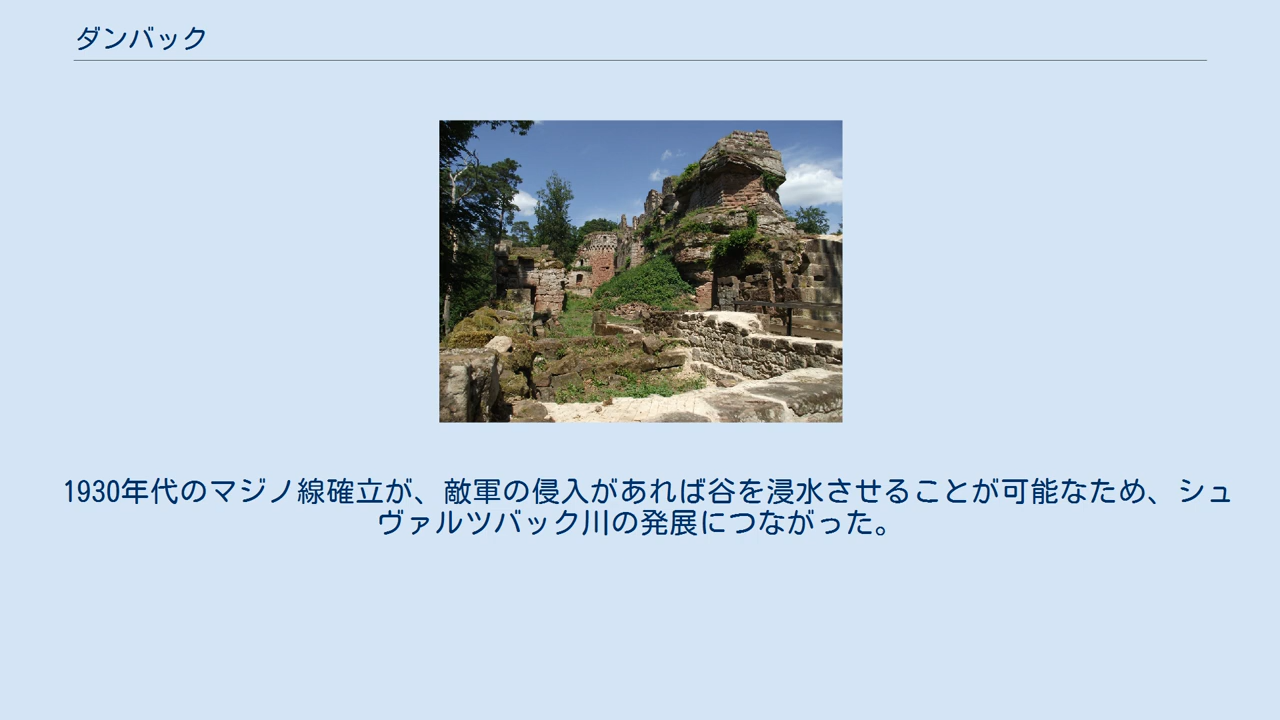 ダンバック
1930年代のマジノ線確立が、敵軍の侵入があれば谷を浸水させることが可能なため、シュ
ヴァルツバック川の発展につながった。